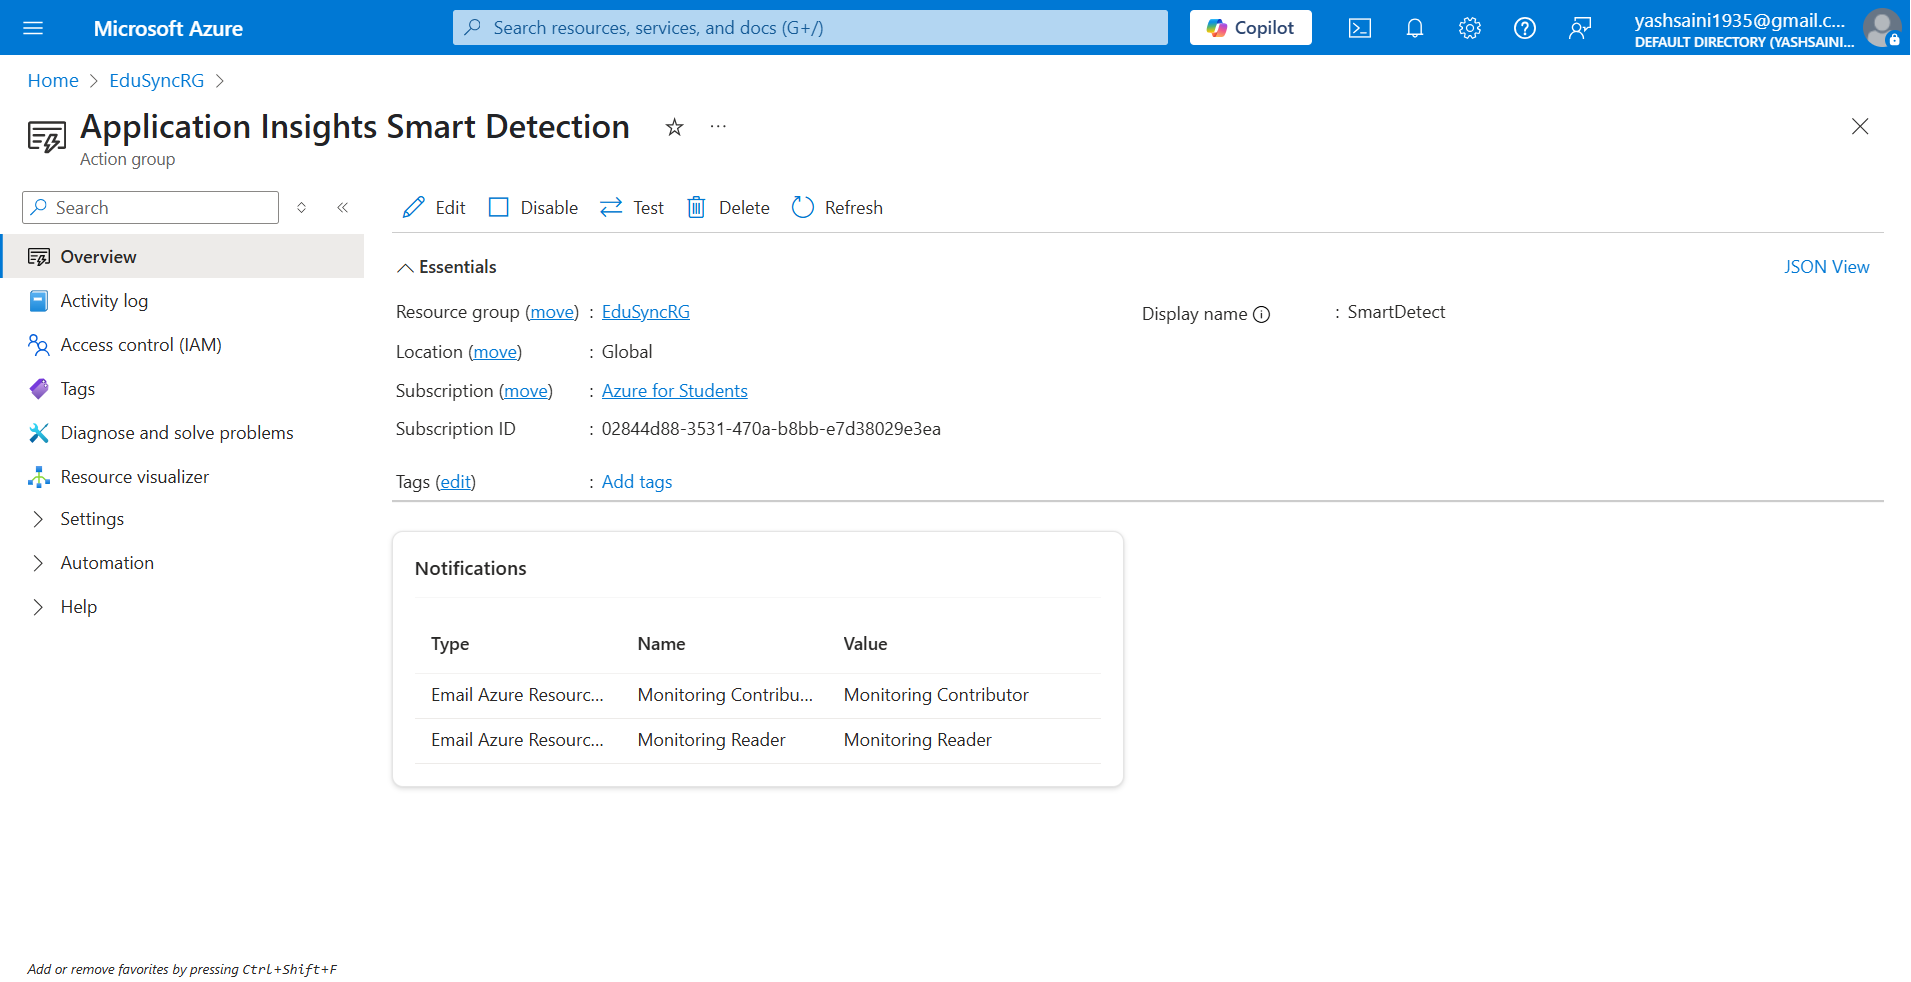 Microsoft Azure
Search resources, services, and docs (G+/)
Copilot
yashsaini1935@gmail.c...
DEFAULT DIRECTORY (YASHSAINI...
Home
EduSyncRG
Application Insights Smart Detection
Action group
Search
Edit
Disable
Test
Delete
Refresh
Overview
Activity log
Access control (IAM)
Tags
Diagnose and solve problems
Resource visualizer
Settings
Automation
Help
Essentials
JSON View
Resource group (move) : EduSyncRG
Location (move) : Global
Subscription (move) : Azure for Students
Subscription ID : 02844d88-3531-470a-b8bb-e7d38029e3ea
Tags (edit) : Add tags
Display name : SmartDetect
Notifications
Type Name Value
Email Azure Resourc... Monitoring Contribu... Monitoring Contributor
Email Azure Resourc... Monitoring Reader Monitoring Reader
Add or remove favorites by pressing Ctrl+Shift+F